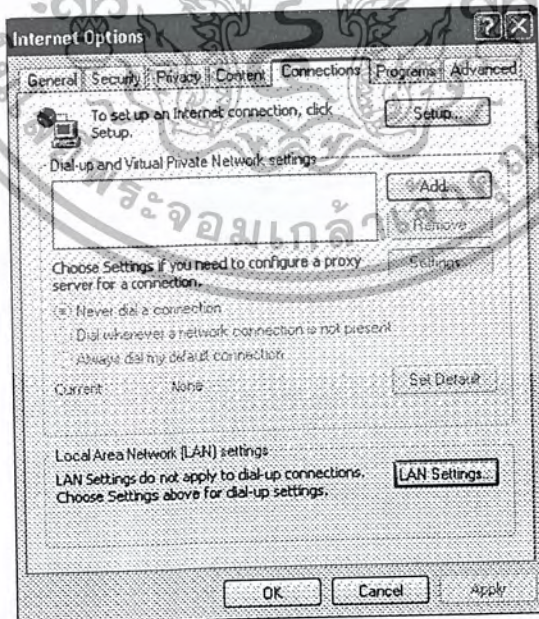 Internet Options
General Security Privacy Content Connections Programs Advanced
To set up an Internet connection, click
Setup.
Setup...
Dial-up and Virtual Private Network settings
Add...
Remove
Choose Settings if you need to configure a proxy
server for a connection.
Settings...
Never dial a connection
Dial whenever a network connection is not present
Always dial my default connection
Current None
Set Default
Local Area Network (LAN) settings
LAN Settings do not apply to dial-up connections.
Choose Settings above for dial-up settings.
LAN Settings...
OK Cancel Apply